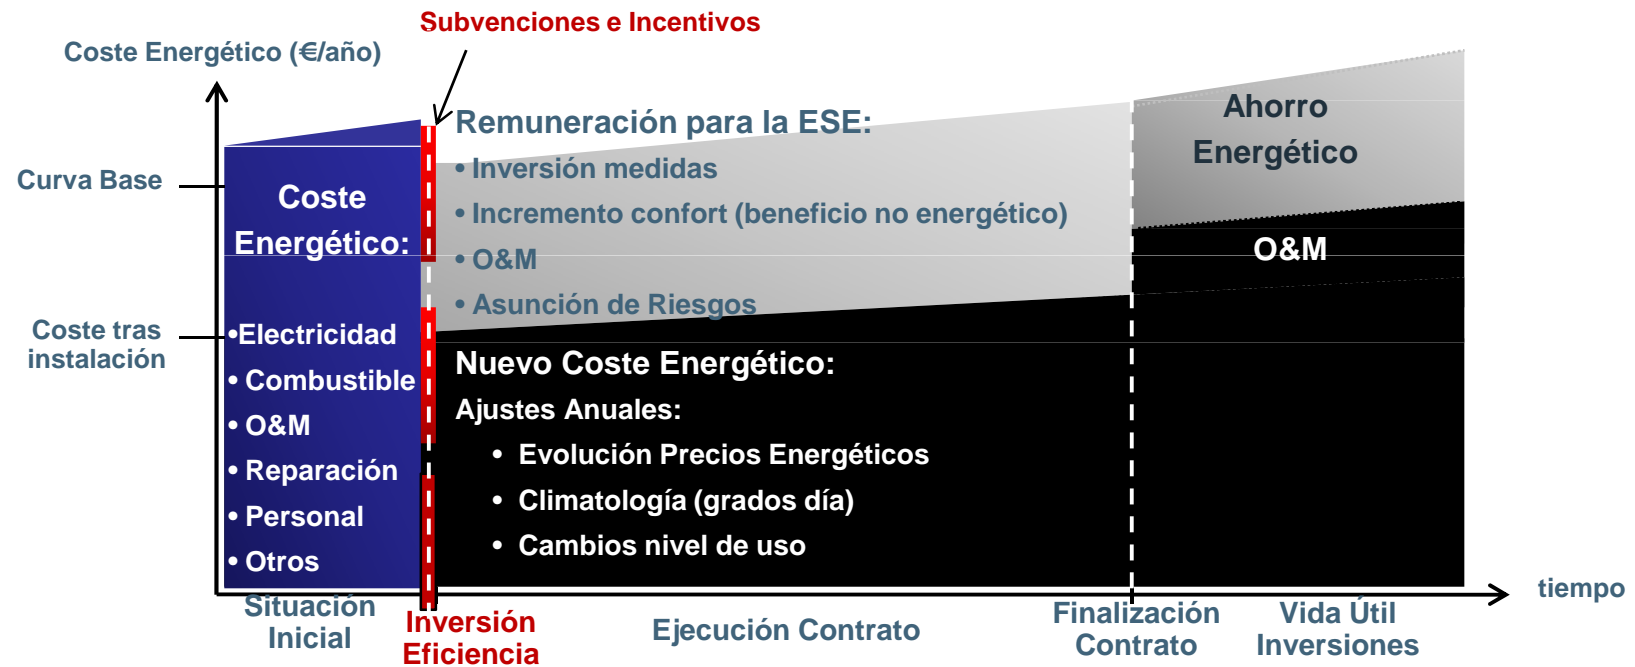 Subvenciones e Incentivos
Coste Energético (€/año)
Curva Base
Coste tras
instalación
Coste
Energético:
•Electricidad
• Combustible
• O&M
• Reparación
• Personal
• Otros
Remuneración para la ESE:
• Inversión medidas
• Incremento confort (beneficio no energético)
• O&M
• Asunción de Riesgos
Nuevo Coste Energético:
Ajustes Anuales:
• Evolución Precios Energéticos
• Climatología (grados día)
• Cambios nivel de uso
Ahorro
Energético
O&M
tiempo
Situación
Inicial
Inversión
Eficiencia
Ejecución Contrato
Finalización
Contrato
Vida Útil
Inversiones